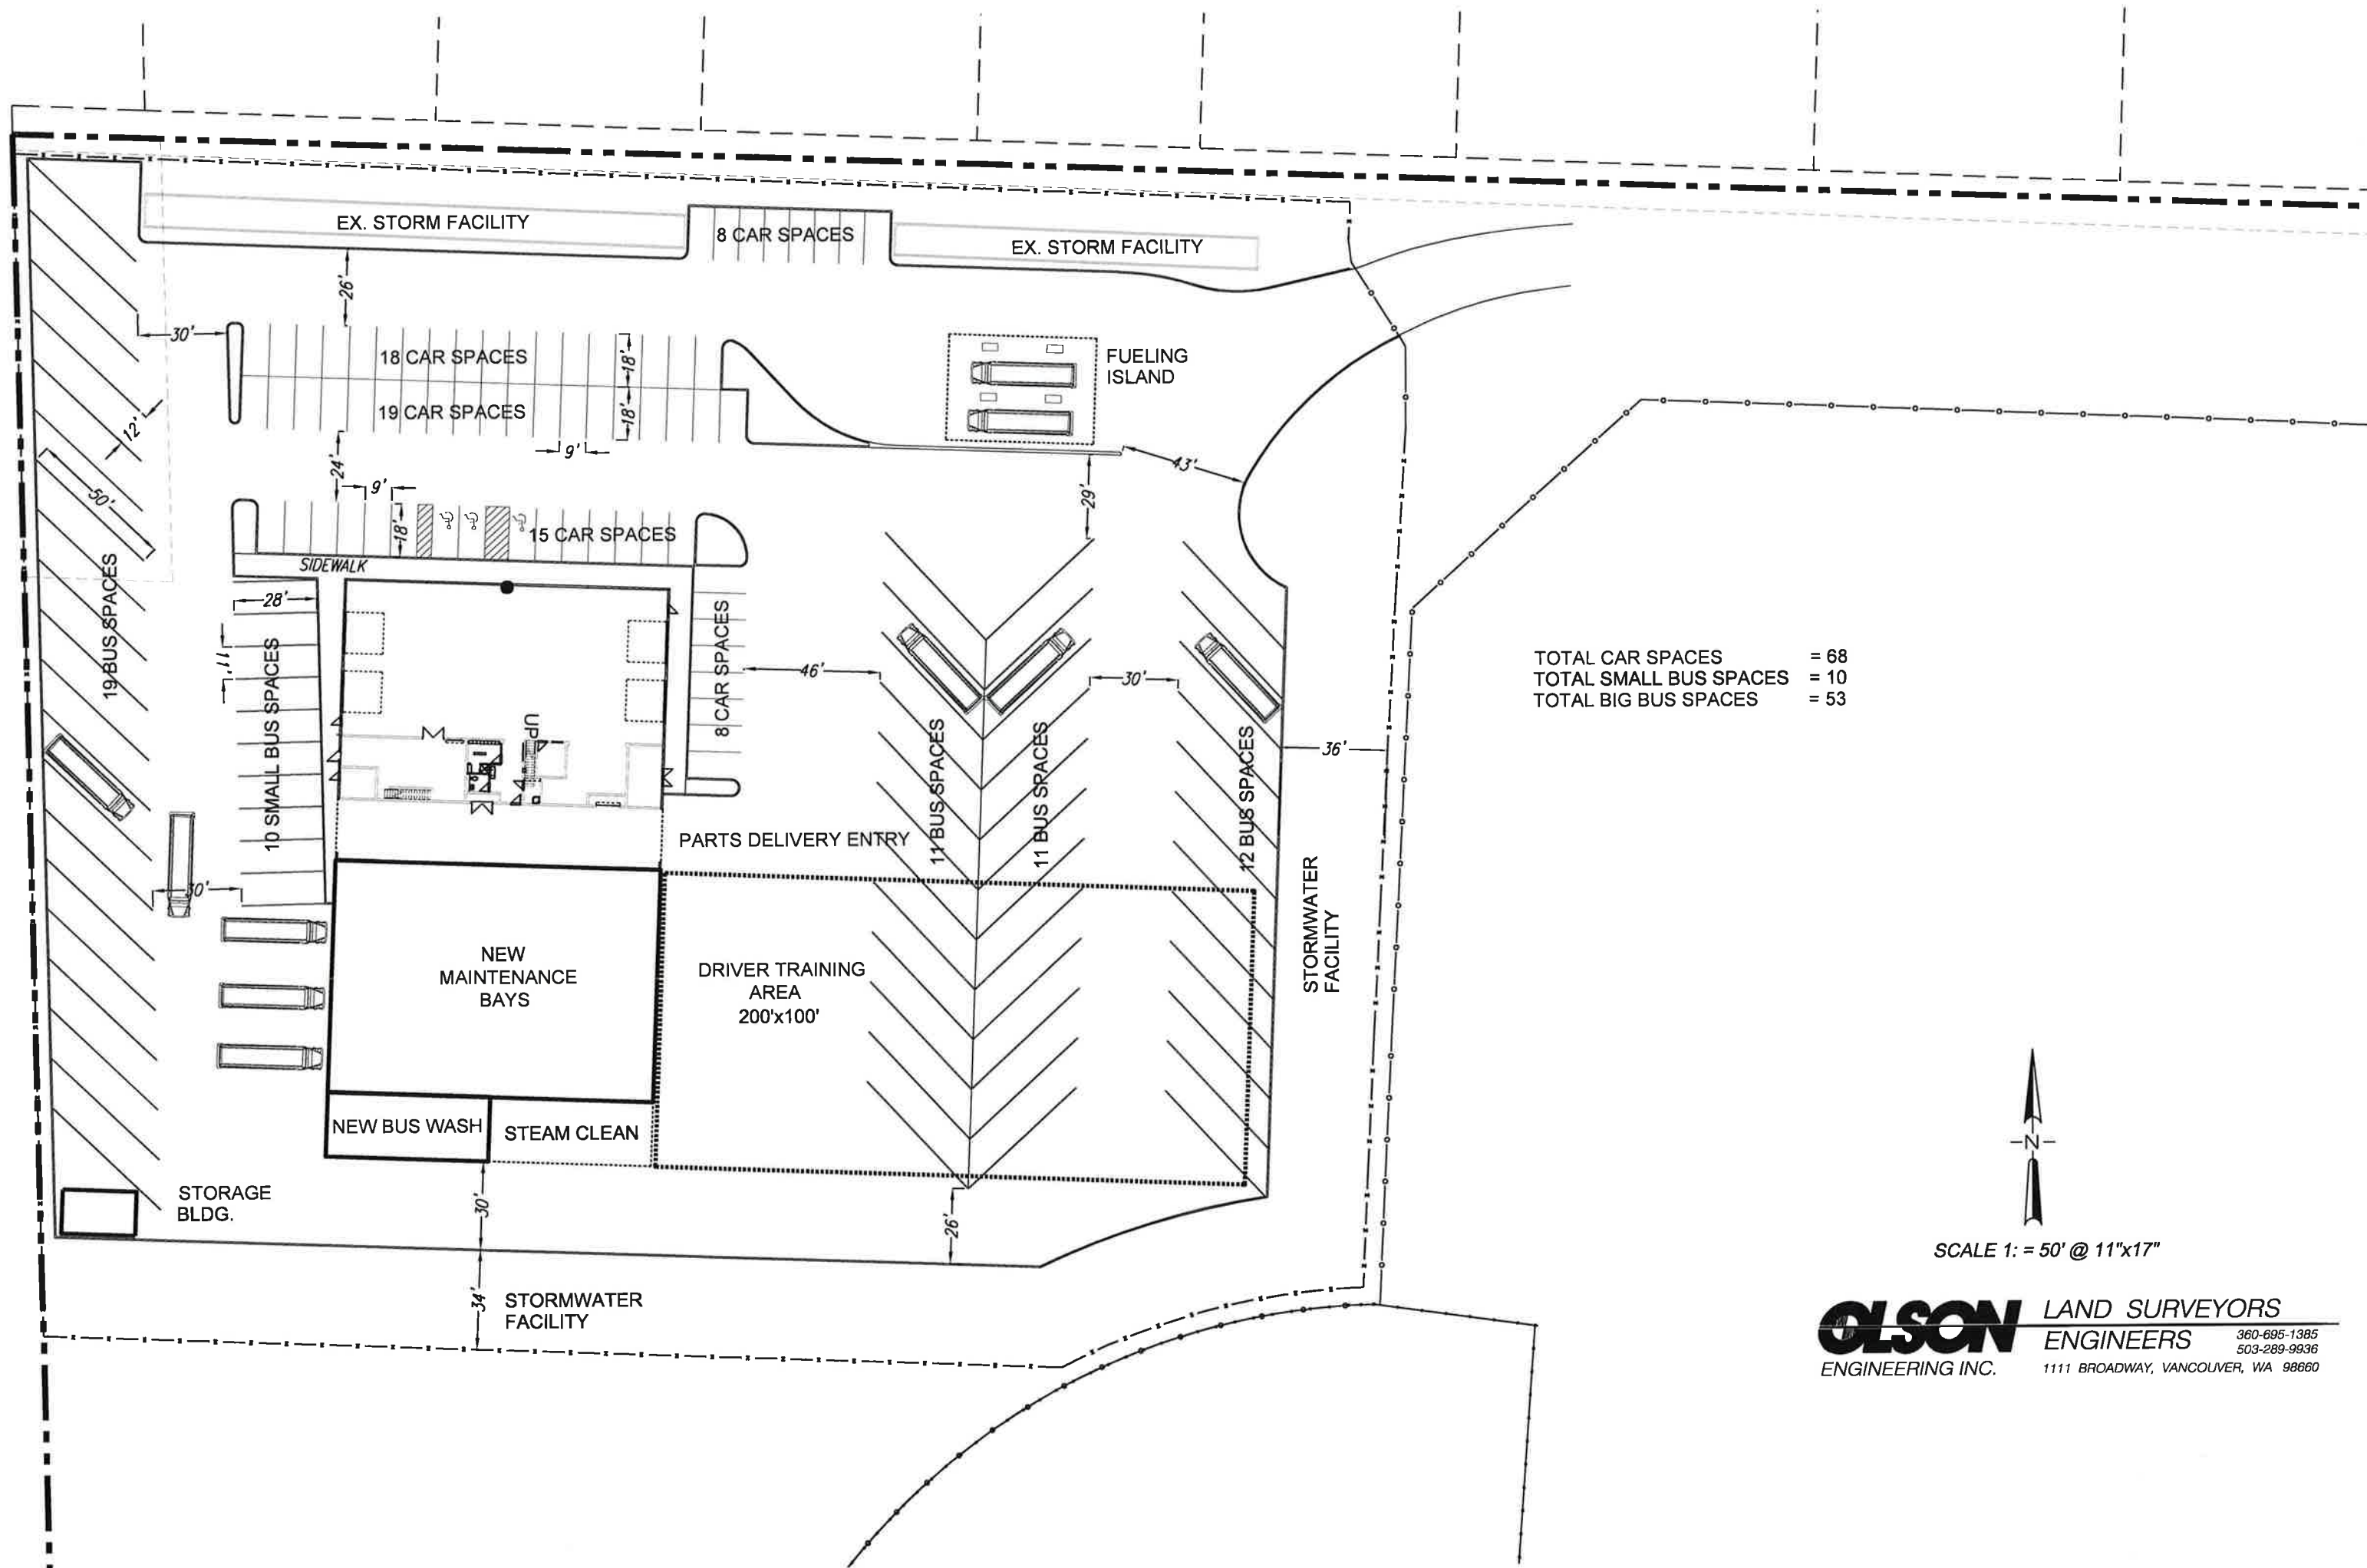 EX. STORM FACILITY
8 CAR SPACES
EX. STORM FACILITY
26'
30'
18 CAR SPACES
18'
FUELING
ISLAND
19 CAR SPACES
18'
12'
9'
24'
43'
50'
9'
29'
18'
15 CAR SPACES
SIDEWALK
19 BUS SPACES
28'
11'
10 SMALL BUS SPACES
8 CAR SPACES
46'
30'
UP
11 BUS SPACES
11 BUS SPACES
12 BUS SPACES
36'
TOTAL CAR SPACES = 68
TOTAL SMALL BUS SPACES = 10
TOTAL BIG BUS SPACES = 53
PARTS DELIVERY ENTRY
30'
STORMWATER
FACILITY
NEW
MAINTENANCE
BAYS
DRIVER TRAINING
AREA
200'x100'
NEW BUS WASH
STEAM CLEAN
STORAGE
BLDG.
30'
26'
34'
STORMWATER
FACILITY
N
SCALE 1: = 50' @ 11"x17"
OLSON
ENGINEERING INC.
LAND SURVEYORS
ENGINEERS
360-695-1385
503-289-9936
1111 BROADWAY, VANCOUVER, WA 98660